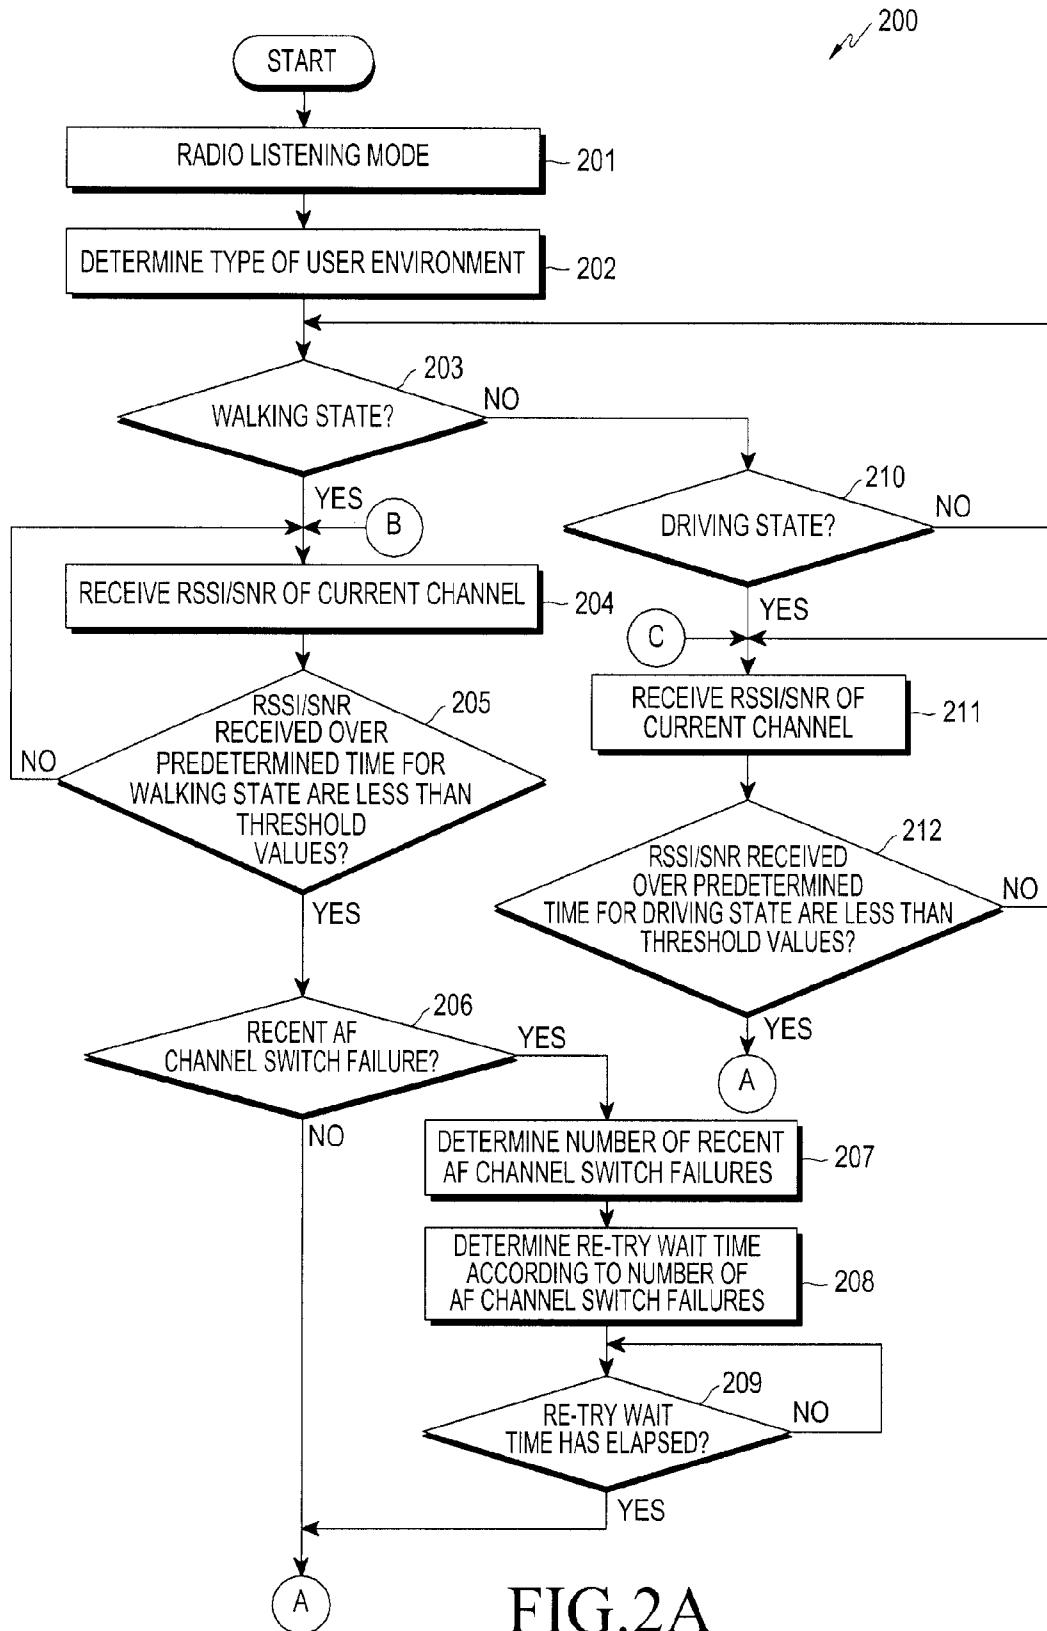 200
START
RADIO LISTENING MODE
201
DETERMINE TYPE OF USER ENVIRONMENT
202
203
WALKING STATE?
NO
YES
B
210
DRIVING STATE?
NO
YES
RECEIVE RSSI/SNR OF CURRENT CHANNEL
204
C
RECEIVE RSSI/SNR OF
CURRENT CHANNEL
211
RSSI/SNR
RECEIVED OVER
PREDETERMINED TIME FOR
WALKING STATE ARE LESS THAN
THRESHOLD
VALUES?
205
NO
YES
212
RSSI/SNR RECEIVED
OVER PREDETERMINED
TIME FOR DRIVING STATE ARE LESS THAN
THRESHOLD VALUES?
NO
YES
A
206
RECENT AF
CHANNEL SWITCH FAILURE?
YES
NO
DETERMINE NUMBER OF RECENT
AF CHANNEL SWITCH FAILURES
207
DETERMINE RE-TRY WAIT TIME
ACCORDING TO NUMBER OF
AF CHANNEL SWITCH FAILURES
208
209
RE-TRY WAIT
TIME HAS ELAPSED?
NO
YES
A
FIG.2A